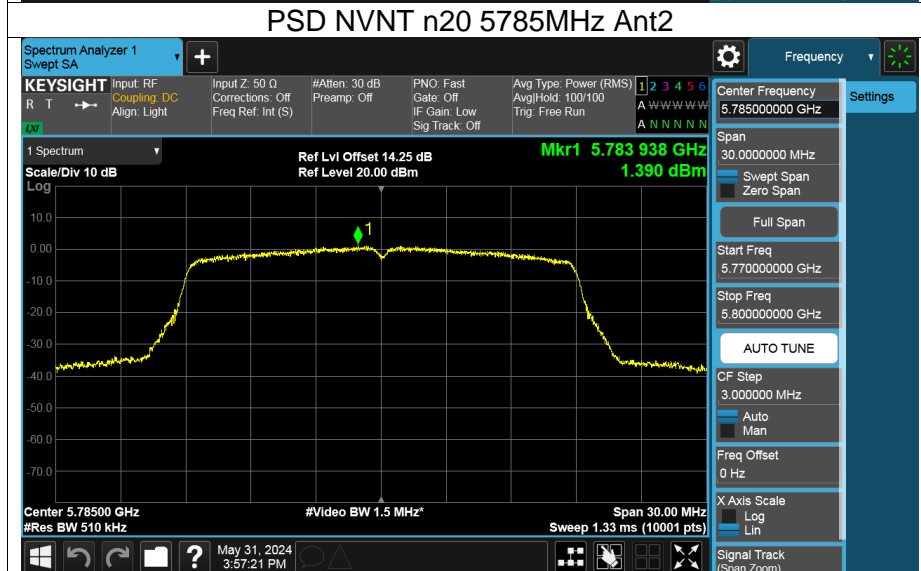 PSD NVNT n20 5785MHz Ant2
Spectrum Analyzer 1
Swept SA
+
Frequency
KEYSIGHT
R T
LXI
Input: RF
Coupling: DC
Align: Light
Input Z: 50 Ω
Corrections: Off
Freq Ref: Int (S)
#Atten: 30 dB
Preamp: Off
PNO: Fast
Gate: Off
IF Gain: Low
Sig Track: Off
Avg Type: Power (RMS)
Avg|Hold: 100/100
Trig: Free Run
1 2 3 4 5 6
A W W W W W
A N N N N N
Center Frequency
5.785000000 GHz
Settings
1 Spectrum
Scale/Div 10 dB
Log
Ref Lvl Offset 14.25 dB
Ref Level 20.00 dBm
Mkr1 5.783 938 GHz
1.390 dBm
Span
30.0000000 MHz
Swept Span
Zero Span
Full Span
Start Freq
5.770000000 GHz
Stop Freq
5.800000000 GHz
AUTO TUNE
CF Step
3.000000 MHz
Auto
Man
Freq Offset
0 Hz
X Axis Scale
Log
Lin
Signal Track
(Span Zoom)
1
10.0
0.00
-10.0
-20.0
-30.0
-40.0
-50.0
-60.0
-70.0
Center 5.78500 GHz
#Res BW 510 kHz
#Video BW 1.5 MHz*
Span 30.00 MHz
Sweep 1.33 ms (10001 pts)
?
May 31, 2024
3:57:21 PM